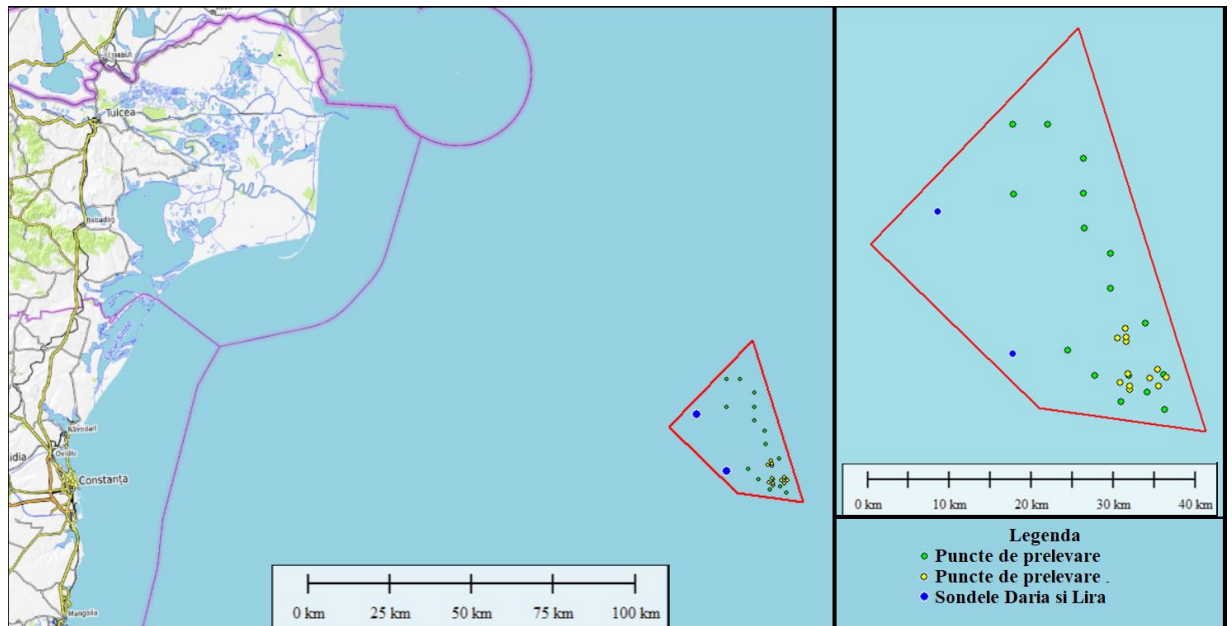 Tulcea
Babadag
Năvodari
Ovidiu
Constanța
Mangalia
0 km 25 km 50 km 75 km 100 km
0 km 10 km 20 km 30 km 40 km
Legenda
Puncte de prelevare
Puncte de prelevare .
Sondele Daria si Lira